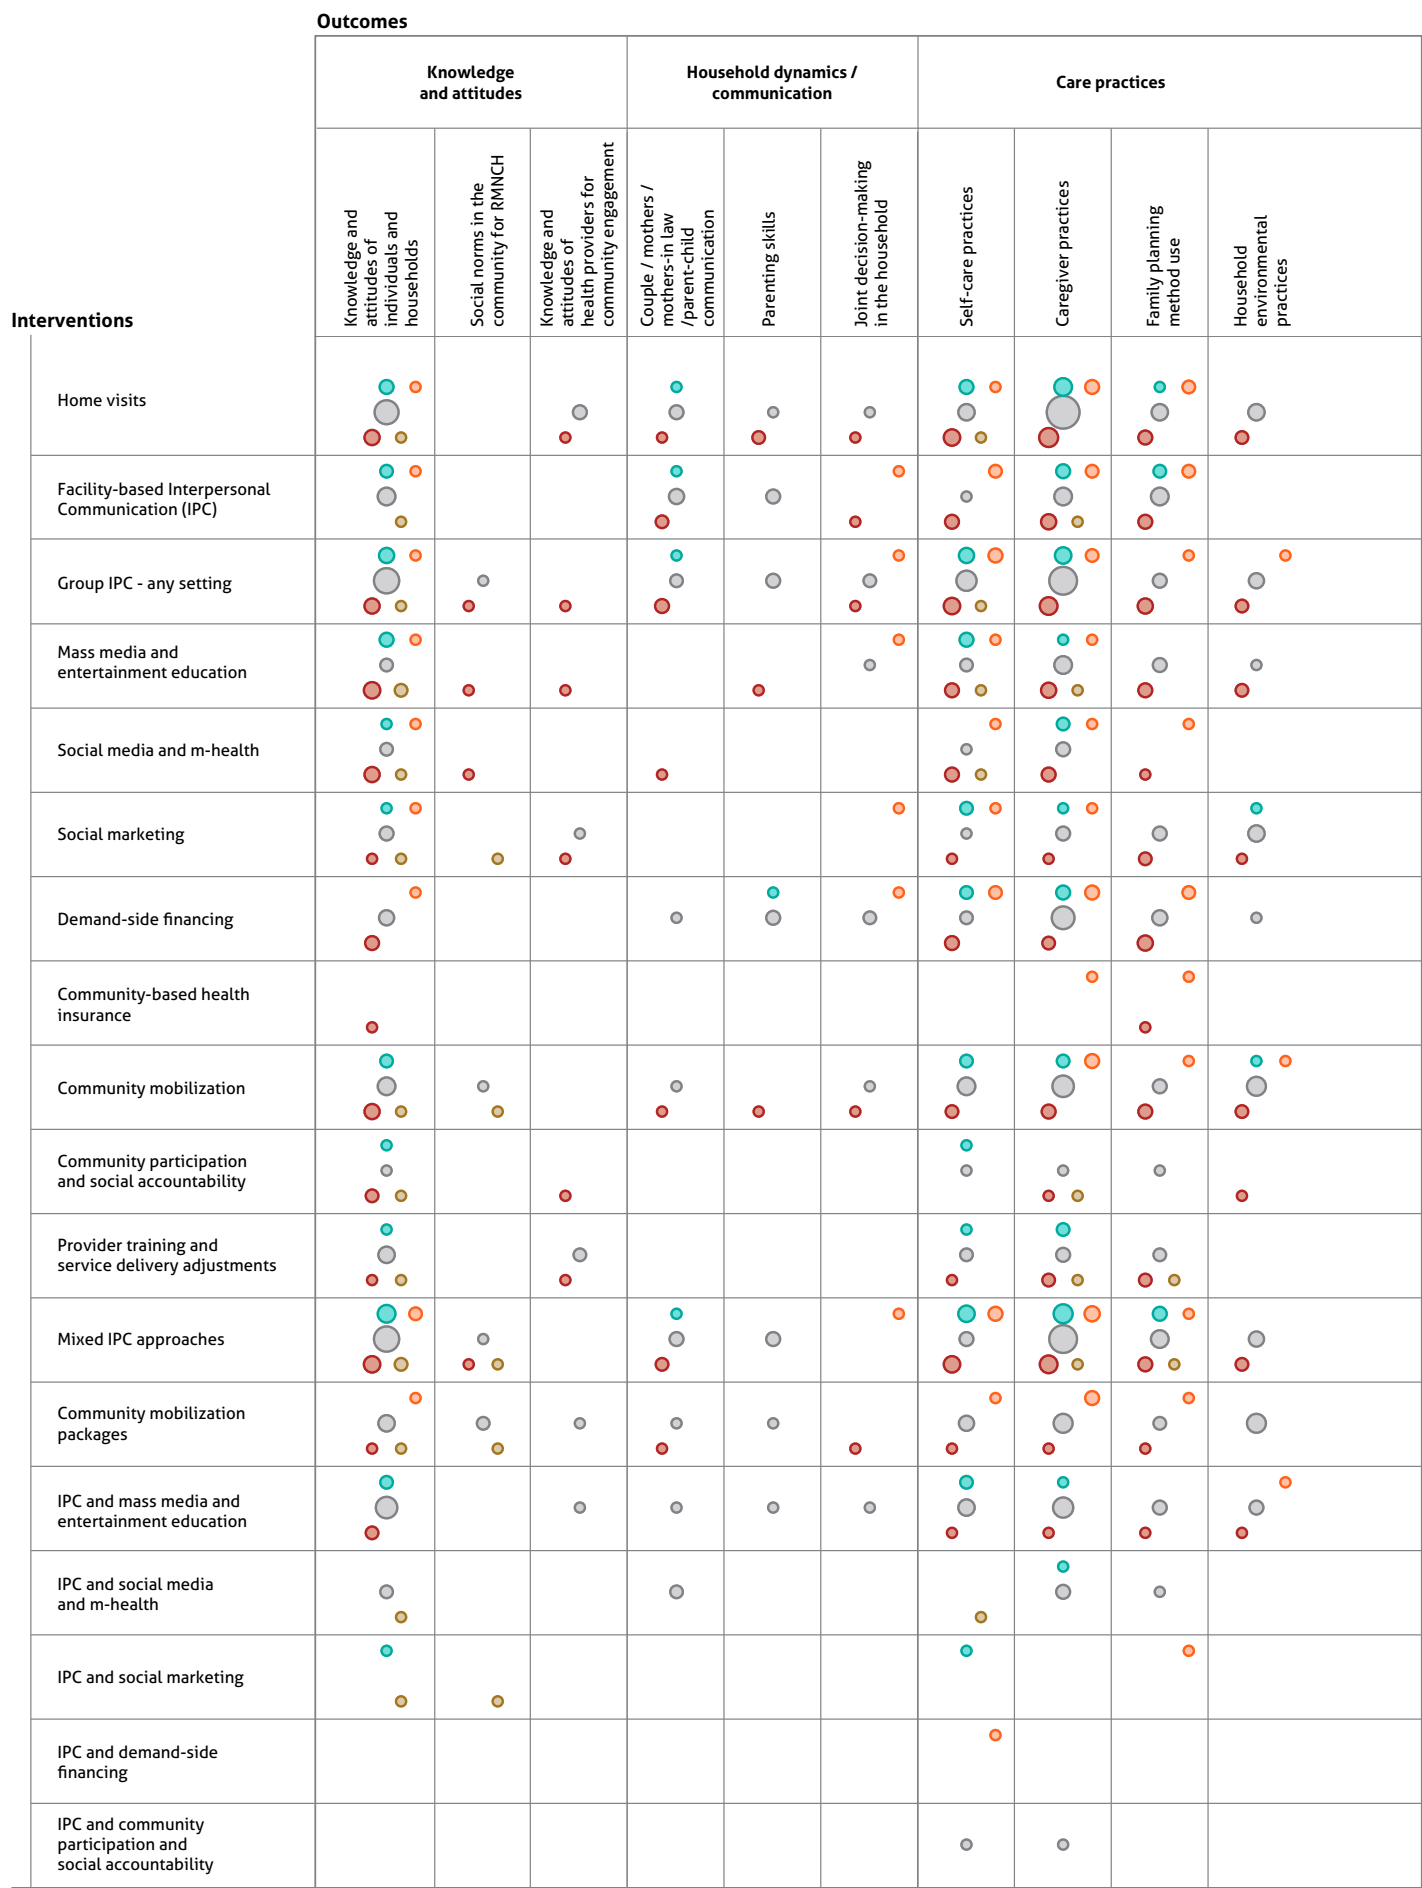 Outcomes
Knowledge
and attitudes
Household dynamics /
communication
Care practices
Knowledge and
attitudes of
individuals and
households
Social norms in the
community for RMNCH
Knowledge and
attitudes of
health providers for
community engagement
Couple / mothers /
mothers-in law
/parent-child
communication
Parenting skills
Joint decision-making
in the household
Self-care practices
Caregiver practices
Family planning
method use
Household
environmental
practices
Interventions
Home visits
Facility-based Interpersonal
Communication (IPC)
Group IPC - any setting
Mass media and
entertainment education
Social media and m-health
Social marketing
Demand-side financing
Community-based health
insurance
Community mobilization
Community participation
and social accountability
Provider training and
service delivery adjustments
Mixed IPC approaches
Community mobilization
packages
IPC and mass media and
entertainment education
IPC and social media
and m-health
IPC and social marketing
IPC and demand-side
financing
IPC and community
participation and
social accountability